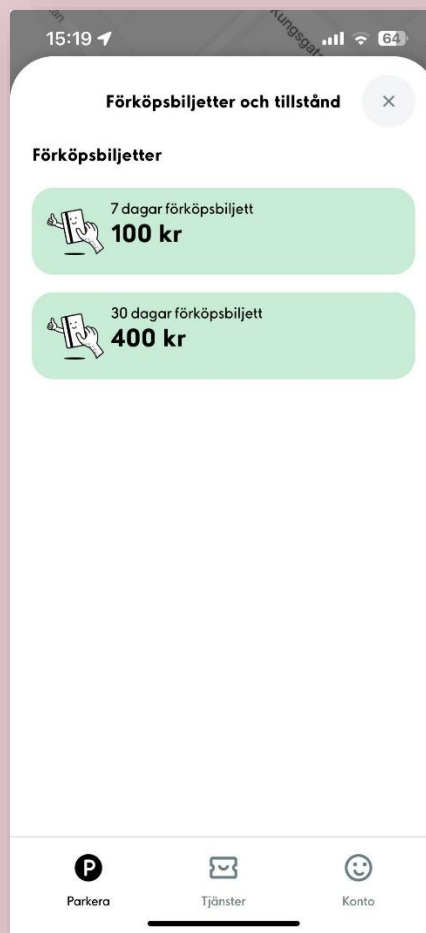 15:19
64
Kungsgat
Förköpsbiljetter och tillstånd
Förköpsbiljetter
7 dagar förköpsbiljett
100 kr
30 dagar förköpsbiljett
400 kr
P
Parkera
Tjänster
Konto